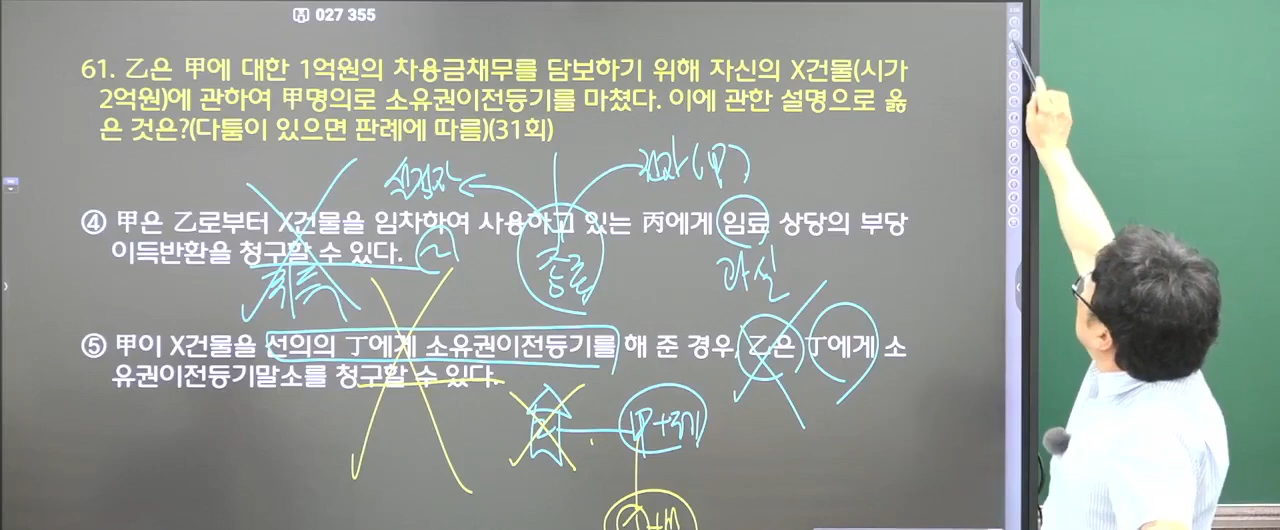 027 355
61. 乙은 甲에 대한 1억원의 차용금채무를 담보하기 위해 자신의 X건물(시가
2억원)에 관하여 甲명의로 소유권이전등기를 마쳤다. 이에 관한 설명으로 옳
은 것은?(다툼이 있으면 판례에 따름)(31회)
④ 甲은 乙로부터 X건물을 임차하여 사용하고 있는 丙에게 임료 상당의 부당
이득반환을 청구할 수 있다.
과실
⑤ 甲이 X건물을 선의의 丁에게 소유권이전등기를 해 준 경우, 乙은 丁에게 소
유권이전등기말소를 청구할 수 있다.